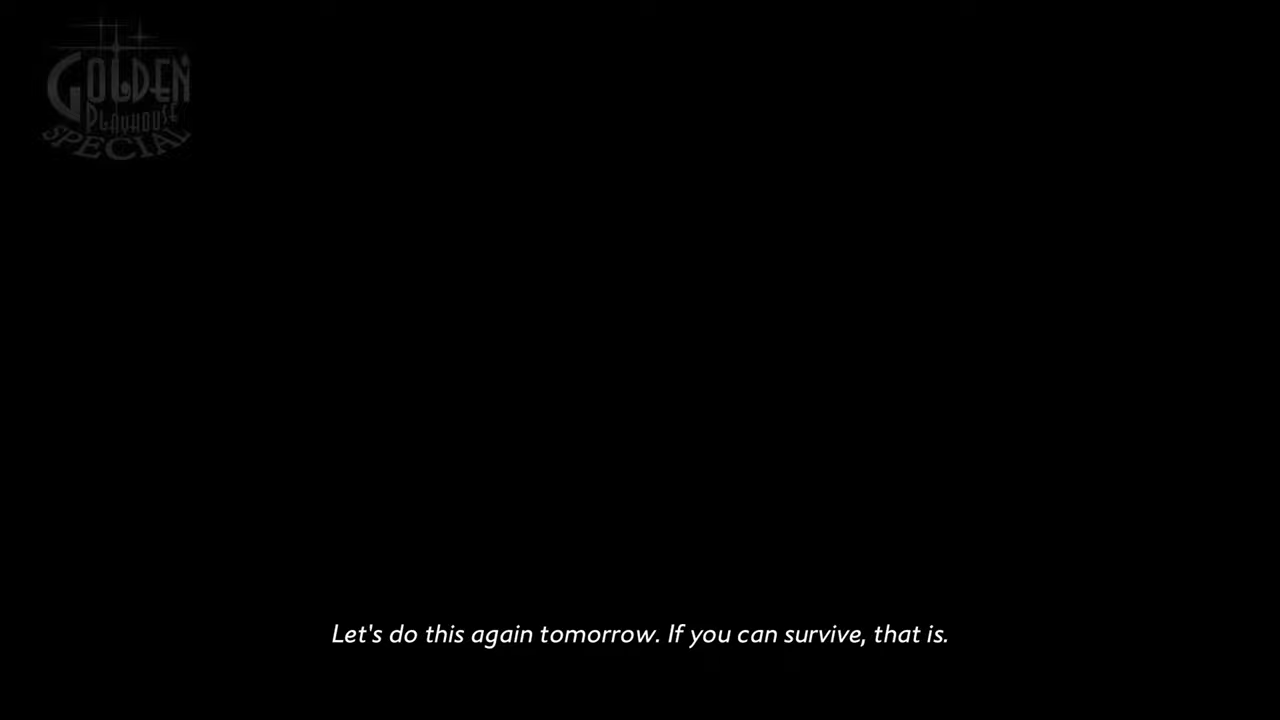 GOLDEN
PLAYHOUSE
SPECIAL
Let's do this again tomorrow. If you can survive, that is.